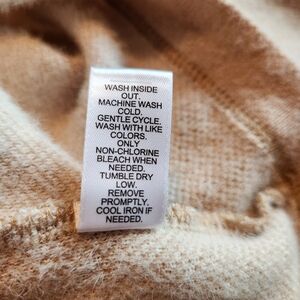 WASH INSIDE
OUT.
MACHINE WASH
COLD.
GENTLE CYCLE.
WASH WITH LIKE
COLORS.
ONLY
NON-CHLORINE
BLEACH WHEN
NEEDED.
TUMBLE DRY
LOW.
REMOVE
PROMPTLY.
COOL IRON IF
NEEDED.